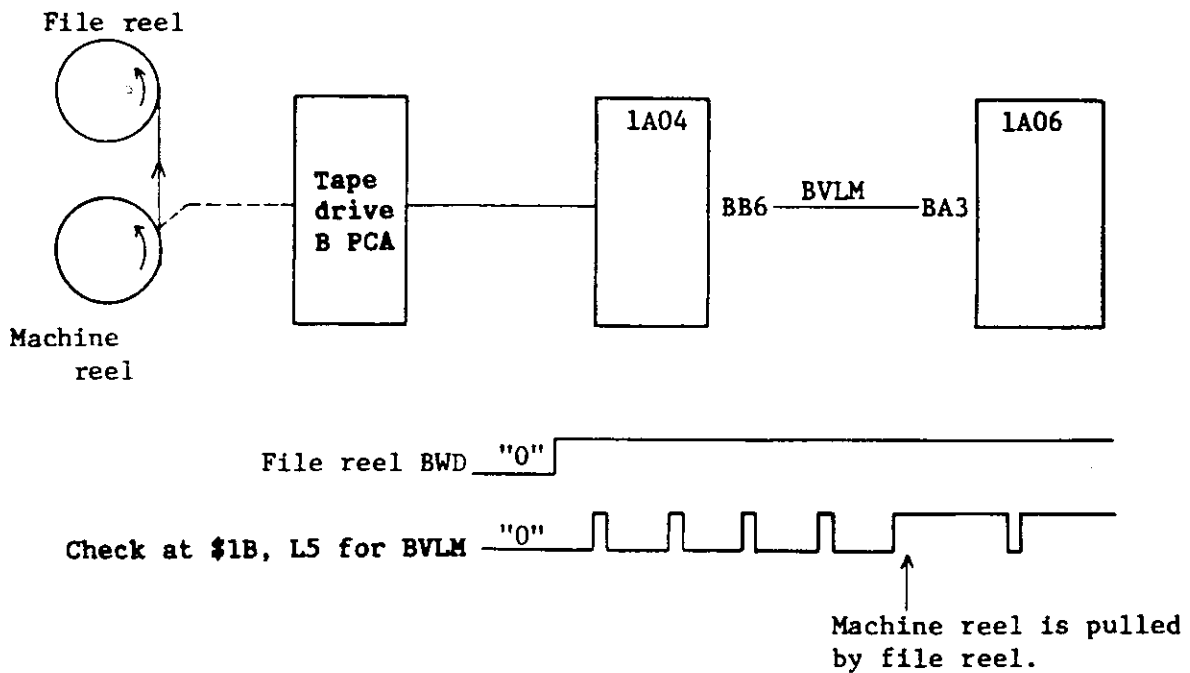 File reel
Machine
reel
Tape
drive
B PCA
1A04
BB6 BVLM BA3
1A06
File reel BWD "0"
Check at $1B, L5 for BVLM "0"
Machine reel is pulled
by file reel.